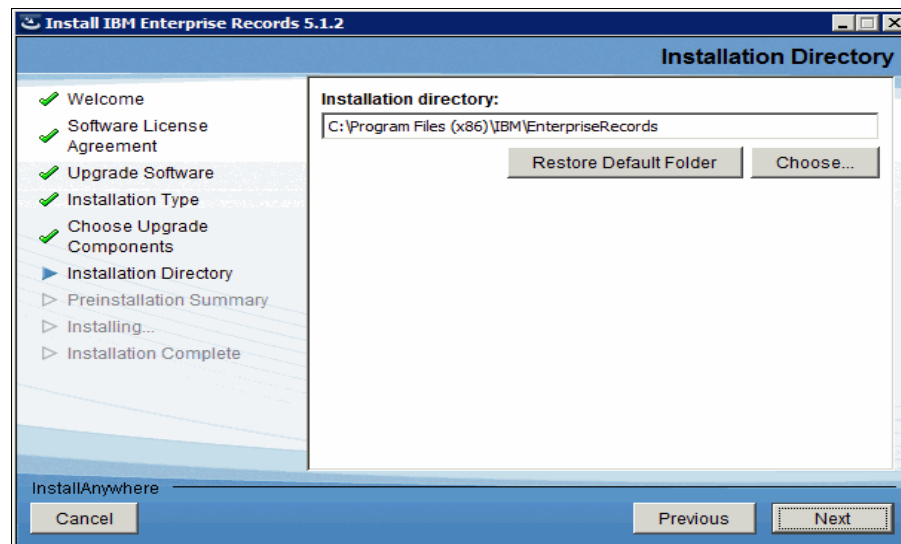 Install IBM Enterprise Records 5.1.2
Installation Directory
Welcome
Software License
Agreement
Upgrade Software
Installation Type
Choose Upgrade
Components
Installation Directory
Preinstallation Summary
Installing...
Installation Complete
Installation directory:
C:\Program Files (x86)\IBM\EnterpriseRecords
Restore Default Folder
Choose...
InstallAnywhere
Cancel
Previous
Next